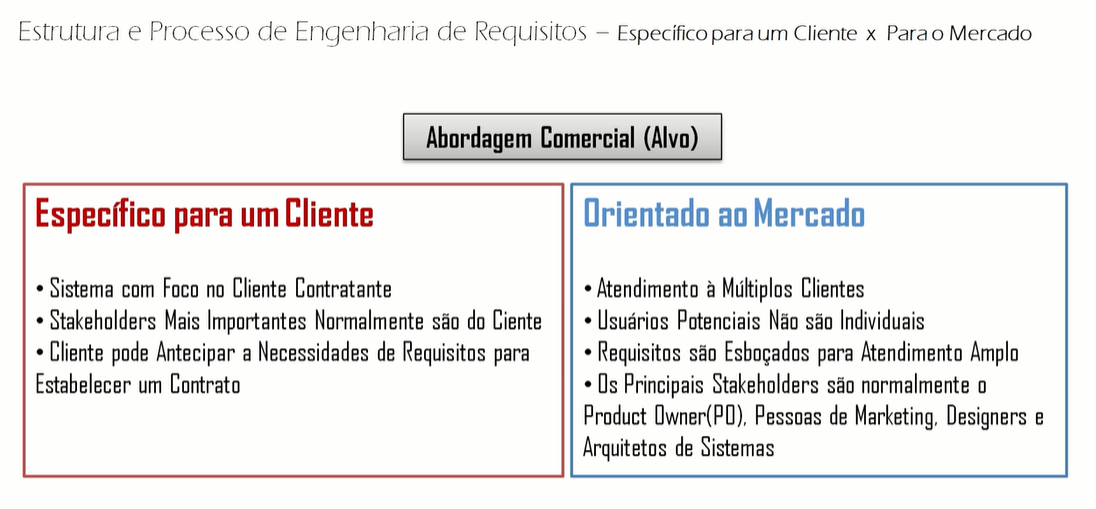 Estrutura e Processo de Engenharia de Requisitos – Específico para um Cliente x Para o Mercado
Abordagem Comercial (Alvo)
Específico para um Cliente
• Sistema com Foco no Cliente Contratante
• Stakeholders Mais Importantes Normalmente são do Ciente
• Cliente pode Antecipar a Necessidades de Requisitos para
Estabelecer um Contrato
Orientado ao Mercado
• Atendimento à Múltiplos Clientes
• Usuários Potenciais Não são Individuais
• Requisitos são Esboçados para Atendimento Amplo
• Os Principais Stakeholders são normalmente o
Product Owner(PO), Pessoas de Marketing, Designers e
Arquitetos de Sistemas